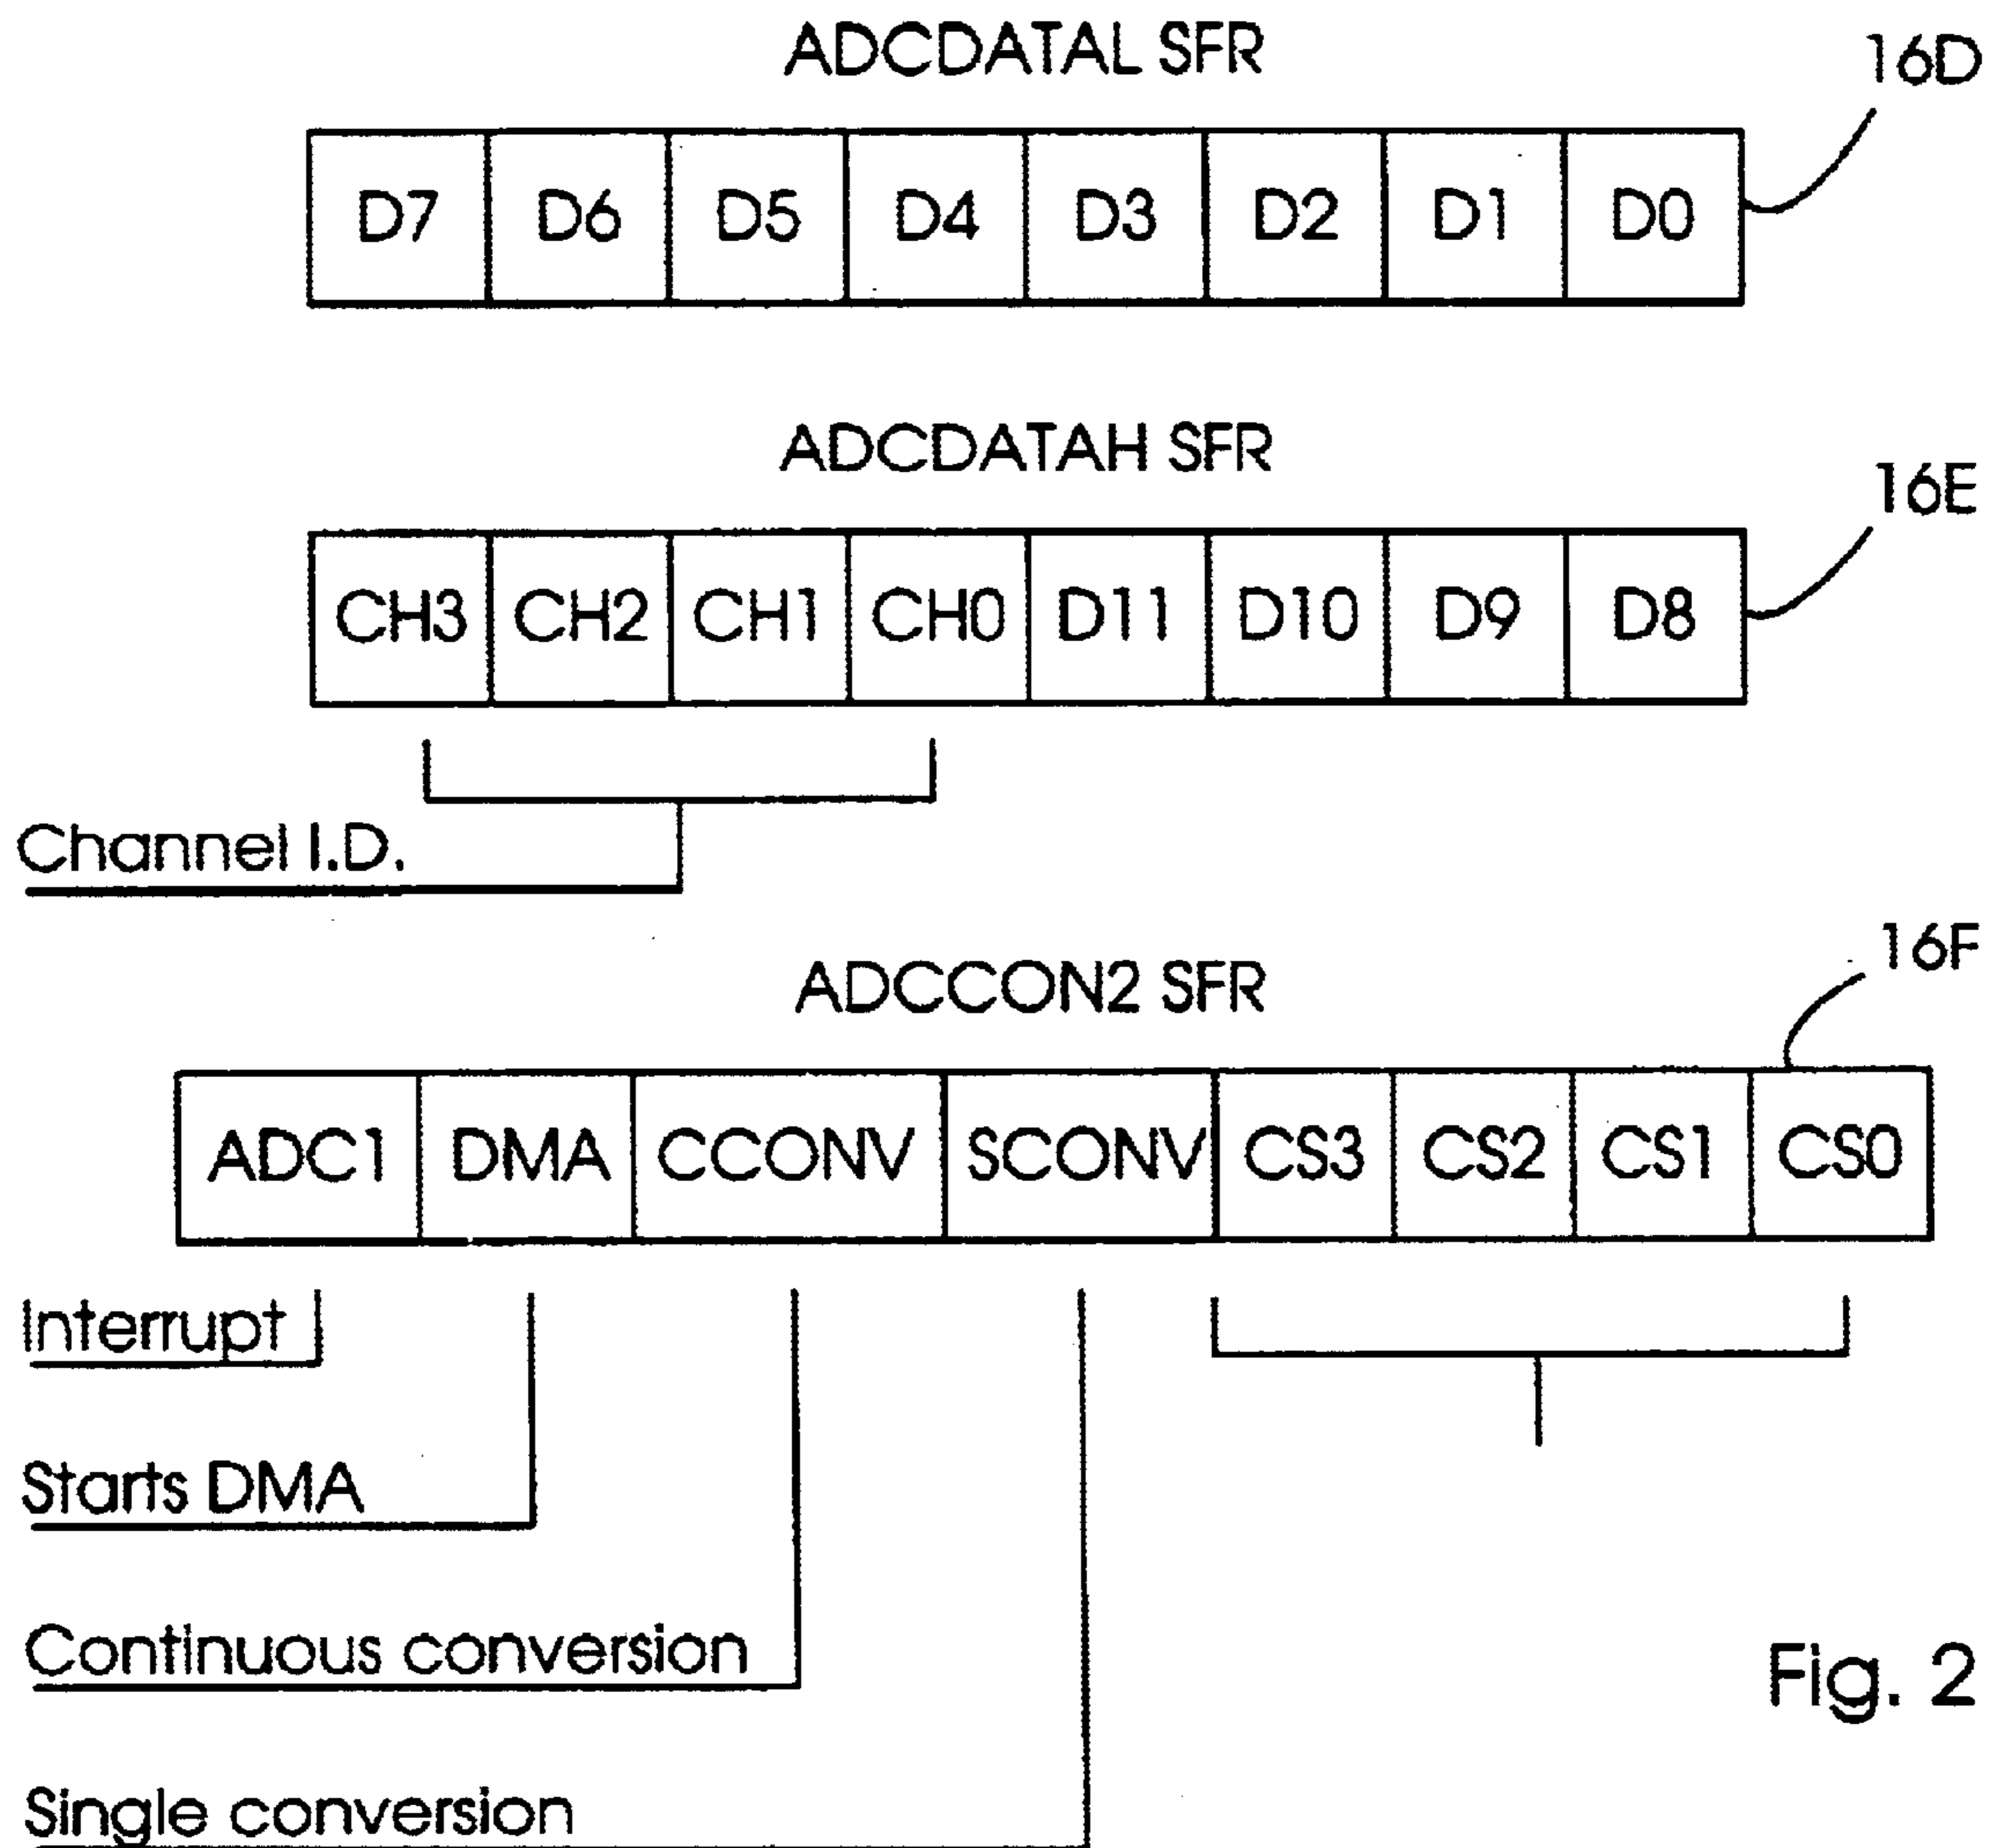 ADCDATAL SFR
16D
D7 D6 D5 D4 D3 D2 D1 D0
ADCDATAH SFR
16E
CH3 CH2 CH1 CH0 D11 D10 D9 D8
Channel I.D.
16F
ADCCON2 SFR
ADC1 DMA CCONV SCONV CS3 CS2 CS1 CS0
Interrupt
Starts DMA
Continuous conversion
Fig. 2
Single conversion